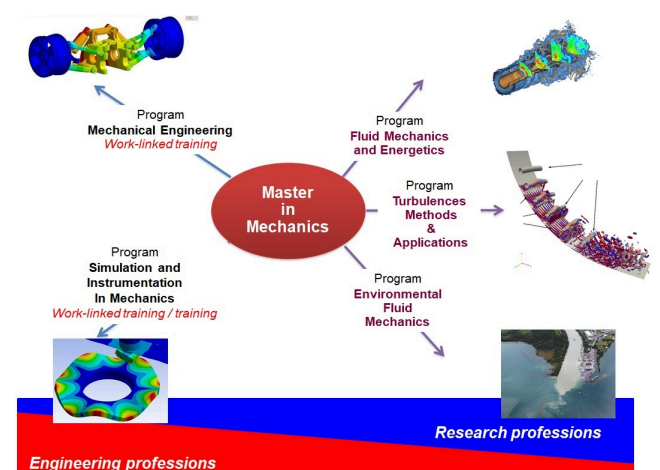 Program
Mechanical Engineering
Work-linked training
Program
Fluid Mechanics
and Energetics
Master
in
Mechanics
Program
Turbulences
Methods
&
Applications
Program
Simulation and
Instrumentation
In Mechanics
Work-linked training / training
Program
Environmental
Fluid
Mechanics
Research professions
Engineering professions